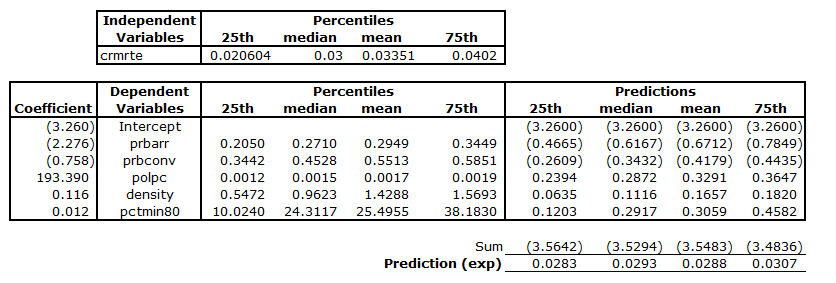 Independent Percentiles
Variables 25th median mean 75th
crmrte 0.020604 0.03 0.03351 0.0402
Dependent Percentiles Predictions
Coefficient Variables 25th median mean 75th 25th median mean 75th
(3.260) Intercept (3.2600) (3.2600) (3.2600) (3.2600)
(2.276) prbarr 0.2050 0.2710 0.2949 0.3449 (0.4665) (0.6167) (0.6712) (0.7849)
(0.758) prbconv 0.3442 0.4528 0.5513 0.5851 (0.2609) (0.3432) (0.4179) (0.4435)
193.390 polpc 0.0012 0.0015 0.0017 0.0019 0.2394 0.2872 0.3291 0.3647
0.116 density 0.5472 0.9623 1.4288 1.5693 0.0635 0.1116 0.1657 0.1820
0.012 pctmin80 10.0240 24.3117 25.4955 38.1830 0.1203 0.2917 0.3059 0.4582
Sum (3.5642) (3.5294) (3.5483) (3.4836)
Prediction (exp) 0.0283 0.0293 0.0288 0.0307